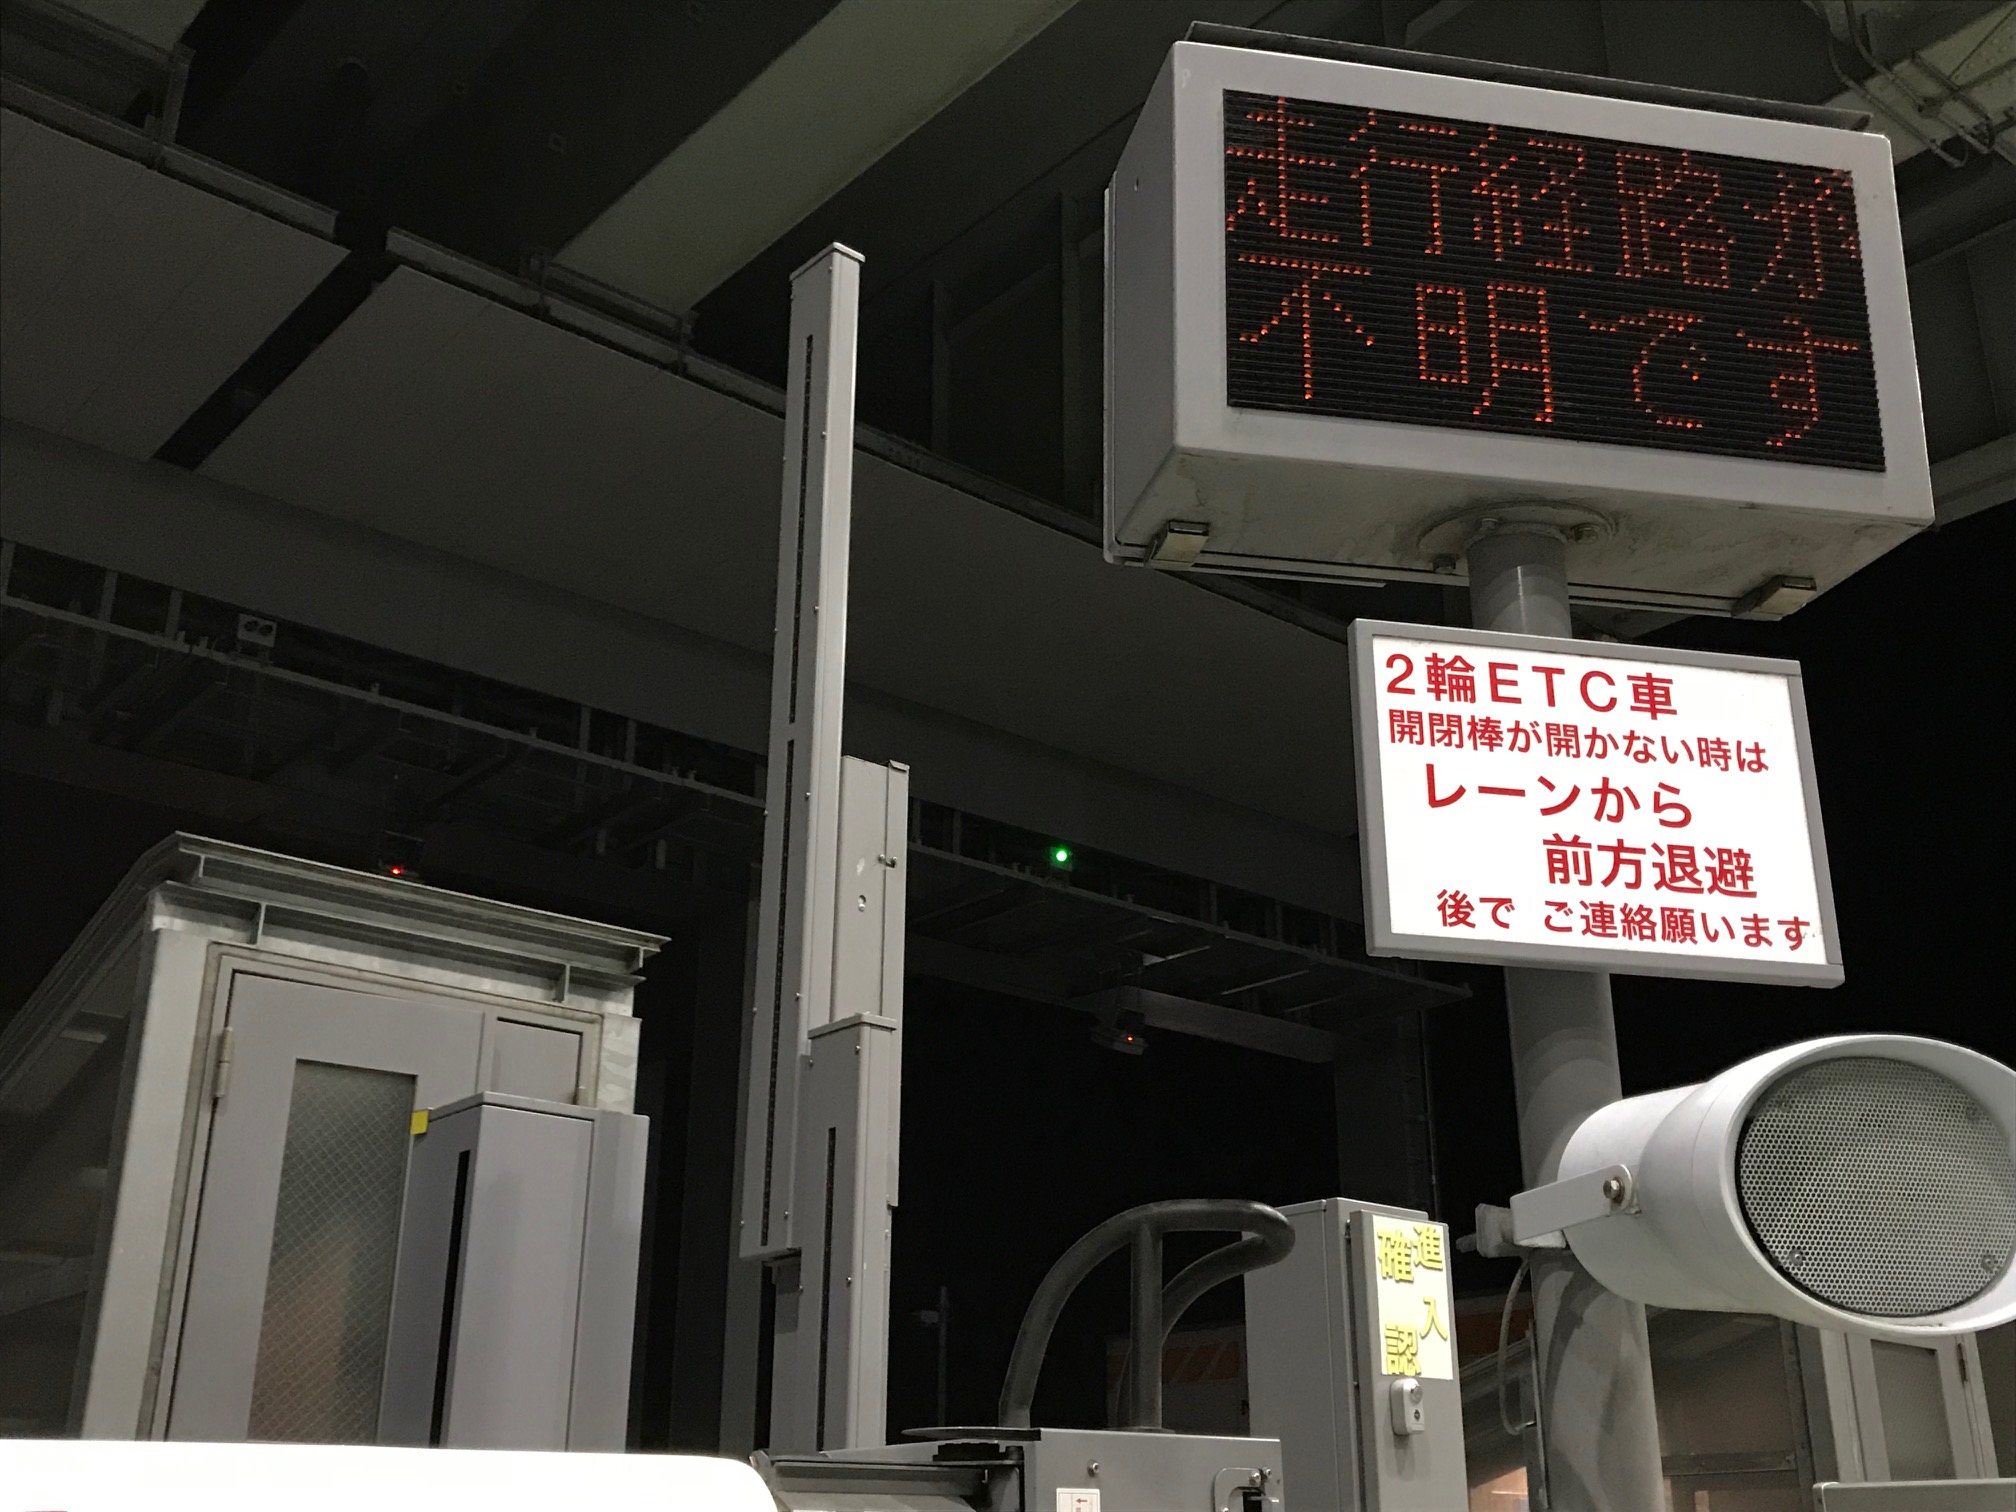 走行経路が
不明です
2輪ETC車
開閉棒が開かない時は
レーンから
前方退避
後で ご連絡願います
進入
確認